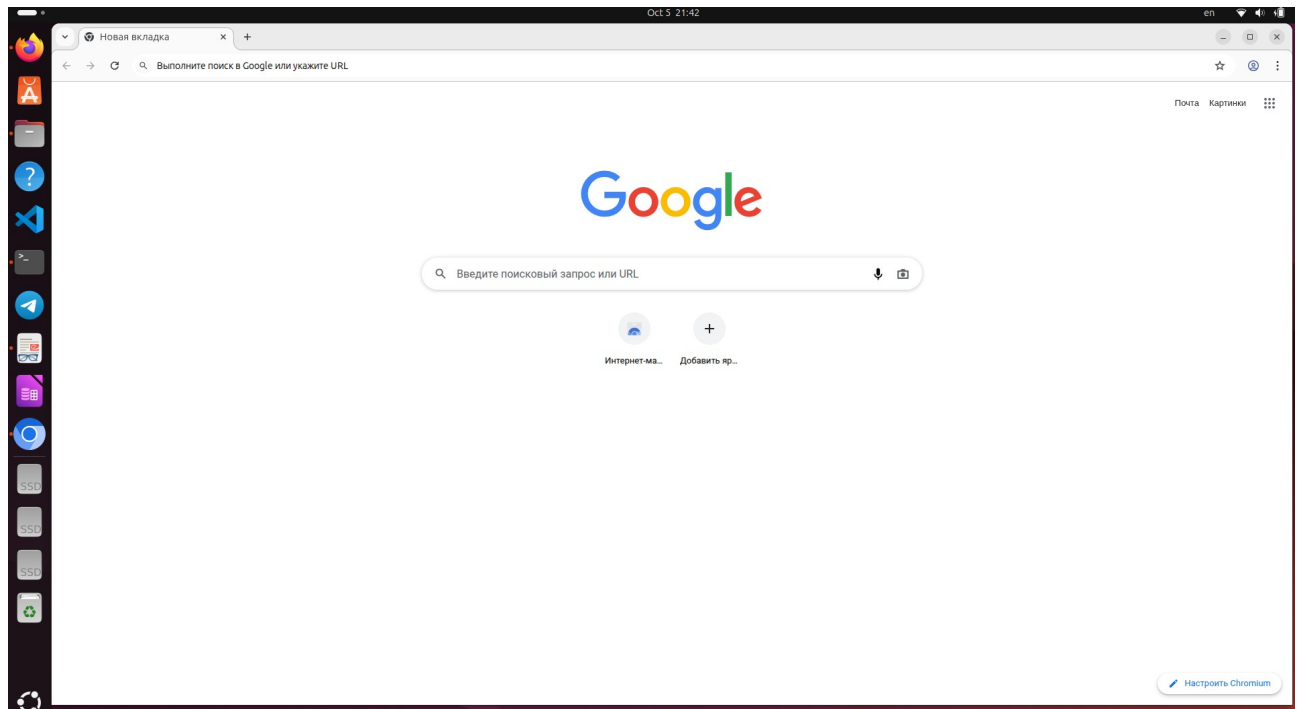 Oct 5 21:42
en
Новая вкладка
Выполните поиск в Google или укажите URL
Почта Картинки
Google
Введите поисковый запрос или URL
Интернет-ма...
Добавить яр...
SSD
SSD
SSD
Настроить Chromium